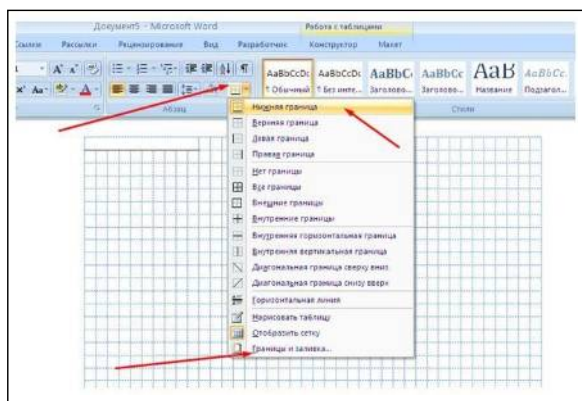 Документ5 - Microsoft Word
Работа с таблицами
Ссылки Рассылки Рецензирование Вид Разработчик Конструктор Макет
AaBbCcDc AaBbCcDc AaBbC AaBbCc АаВ AaBbCc.
¶ Обычный ¶ Без инте... Заголово... Заголово... Название Подзагол...
Абзац Стили
Нижняя граница
Верхняя граница
Левая граница
Правая граница
Нет границы
Все границы
Внешние границы
Внутренние границы
Внутренняя горизонтальная граница
Внутренняя вертикальная граница
Диагональная граница сверху вниз
Диагональная граница снизу вверх
Горизонтальная линия
Нарисовать таблицу
Отобразить сетку
Границы и заливка...